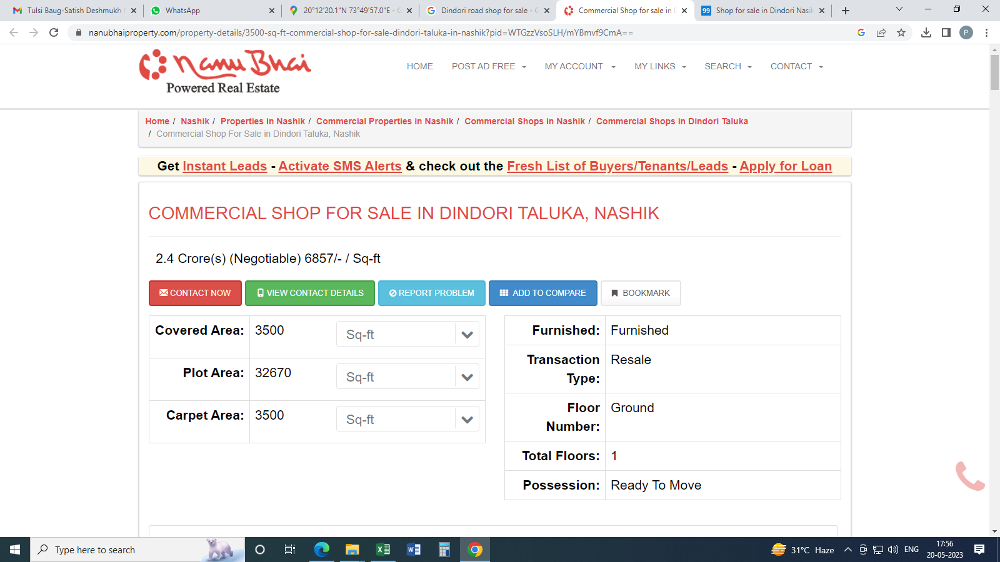 Tulsi Baug-Satish Deshmukh
WhatsApp
20°12'20.1"N 73°49'57.0"E - G
Dindori road shop for sale - G
Commercial Shop for sale in D
99 Shop for sale in Dindori Nasik
nanubhaiproperty.com/property-details/3500-sq-ft-commercial-shop-for-sale-dindori-taluka-in-nashik?pid=WTGzzVsoSLH/mYBmvf9CmA==
P
Nanu Bhai
Powered Real Estate
HOME POST AD FREE MY ACCOUNT MY LINKS SEARCH CONTACT
Home / Nashik / Properties in Nashik / Commercial Properties in Nashik / Commercial Shops in Nashik / Commercial Shops in Dindori Taluka
/ Commercial Shop For Sale in Dindori Taluka, Nashik
Get Instant Leads - Activate SMS Alerts & check out the Fresh List of Buyers/Tenants/Leads - Apply for Loan
COMMERCIAL SHOP FOR SALE IN DINDORI TALUKA, NASHIK
2.4 Crore(s) (Negotiable) 6857/- / Sq-ft
CONTACT NOW VIEW CONTACT DETAILS REPORT PROBLEM ADD TO COMPARE BOOKMARK
Covered Area: 3500 Sq-ft
Plot Area: 32670 Sq-ft
Carpet Area: 3500 Sq-ft
Furnished: Furnished
Transaction Resale
Type:
Floor Ground
Number:
Total Floors: 1
Possession: Ready To Move
Type here to search
31°C Haze
ENG
17:56
20-05-2023